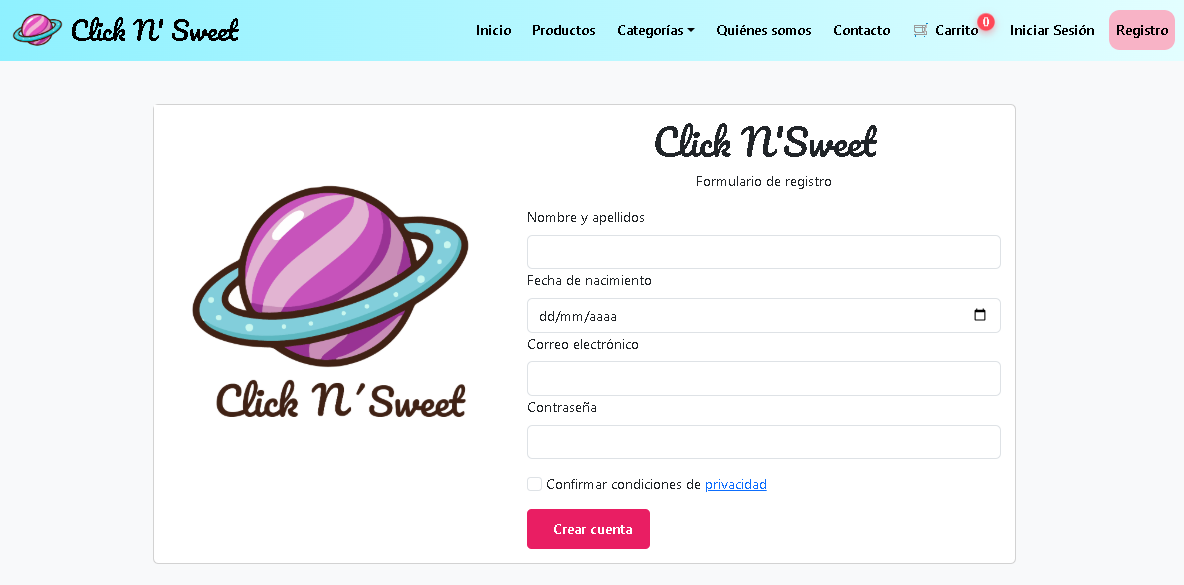 Click N' Sweet
Inicio Productos Categorías Quiénes somos Contacto 🛒 Carrito 0 Iniciar Sesión Registro
Click N'Sweet
Formulario de registro
Nombre y apellidos
Fecha de nacimiento
dd/mm/aaaa
Correo electrónico
Contraseña
Confirmar condiciones de privacidad
Crear cuenta
Click N´Sweet